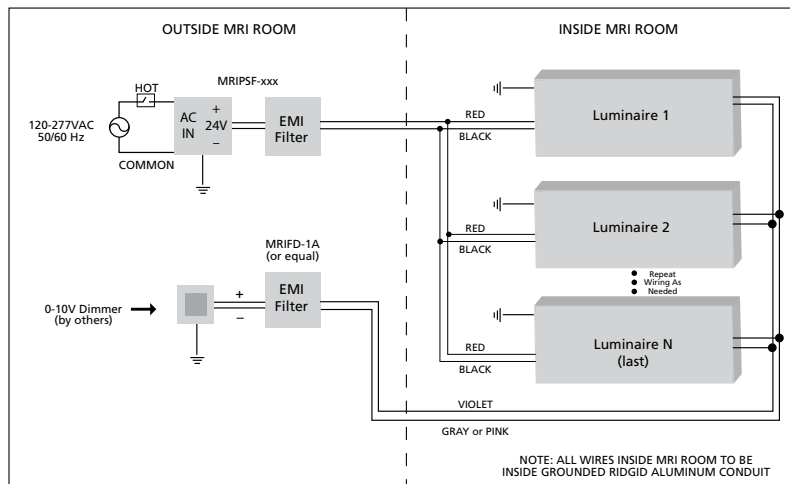 OUTSIDE MRI ROOM
INSIDE MRI ROOM
MRIPSF-xxx
HOT
120-277VAC
50/60 Hz
COMMON
AC
IN
+
24V
–
EMI
Filter
RED
BLACK
Luminaire 1
RED
BLACK
Luminaire 2
Repeat
Wiring As
Needed
MRIFD-1A
(or equal)
0-10V Dimmer
(by others)
+
–
EMI
Filter
RED
BLACK
Luminaire N
(last)
VIOLET
GRAY or PINK
NOTE: ALL WIRES INSIDE MRI ROOM TO BE
INSIDE GROUNDED RIDGID ALUMINUM CONDUIT